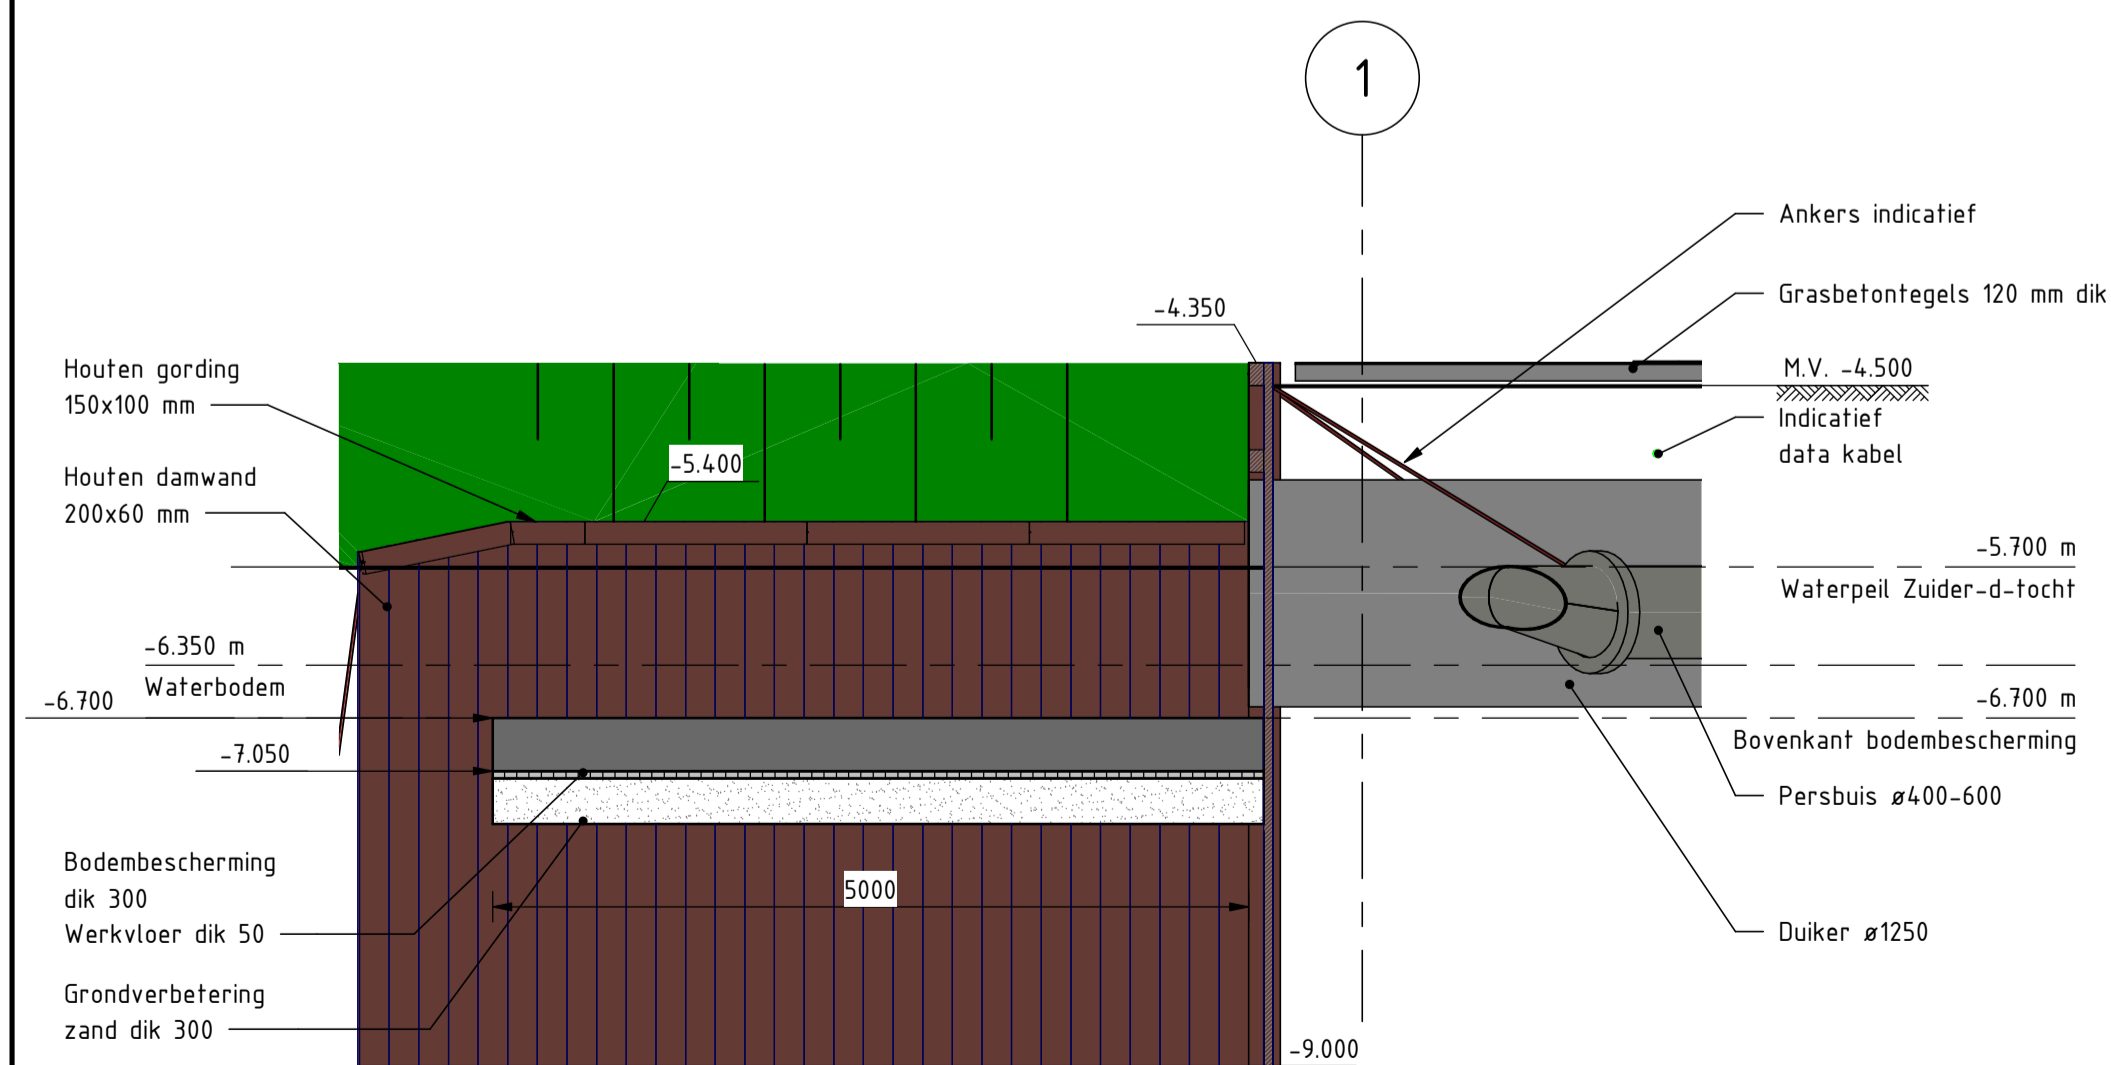 1
Ankers indicatief
Grasbetontegels 120 mm dik
-4.350
M.V. -4.500
Houten gording
150x100 mm
Indicatief
data kabel
-5.400
Houten damwand
200x60 mm
-5.700 m
Waterpeil Zuider-d-tocht
-6.350 m
Waterbodem
-6.700
-6.700 m
Bovenkant bodembescherming
-7.050
Persbuis ø400-600
Bodembescherming
dik 300
Werkvloer dik 50
5000
Duiker ø1250
Grondverbetering
zand dik 300
-9.000